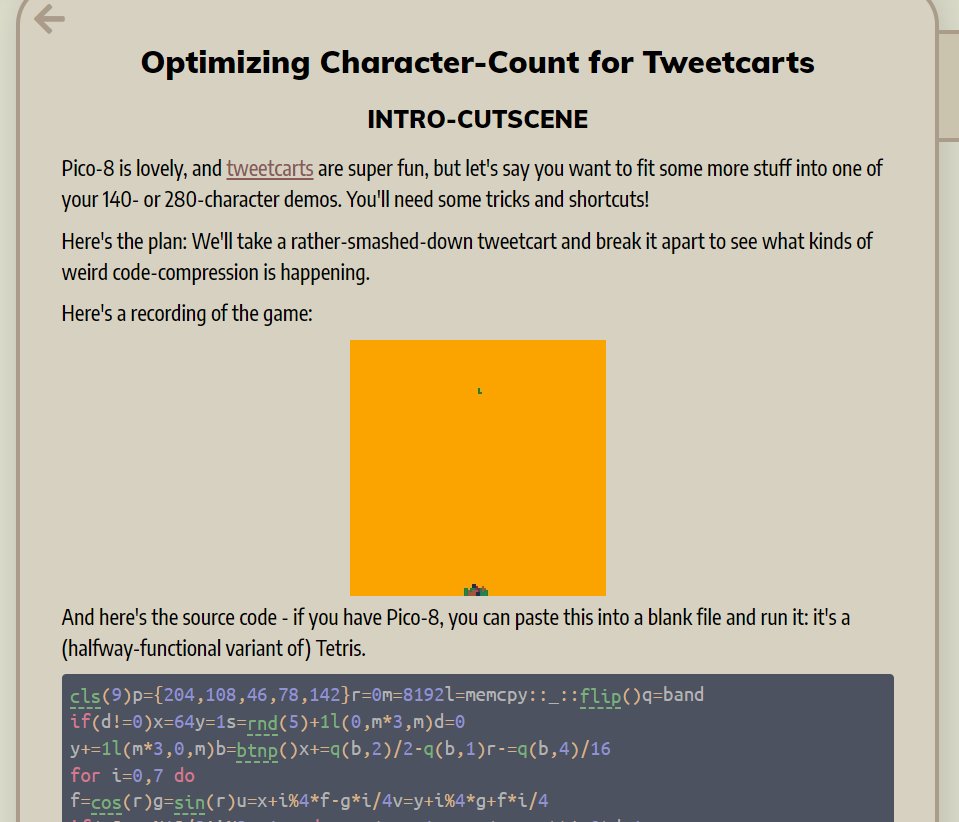 Optimizing Character-Count for Tweetcarts
INTRO-CUTSCENE
Pico-8 is lovely, and tweetcarts are super fun, but let's say you want to fit some more stuff into one of
your 140- or 280-character demos. You'll need some tricks and shortcuts!
Here's the plan: We'll take a rather-smashed-down tweetcart and break it apart to see what kinds of
weird code-compression is happening.
Here's a recording of the game:
And here's the source code - if you have Pico-8, you can paste this into a blank file and run it: it's a
(halfway-functional variant of) Tetris.
cls(9)p={204,108,46,78,142}r=0m=8192l=memcpy::_::flip()q=band
if(d!=0)x=64y=1s=rnd(5)+1l(0,m*3,m)d=0
y+=1l(m*3,0,m)b=btnp()x+=q(b,2)/2-q(b,1)r-=q(b,4)/16
for i=0,7 do
f=cos(r)g=sin(r)u=x+i%4*f-g*i/4v=y+i%4*g+f*i/4